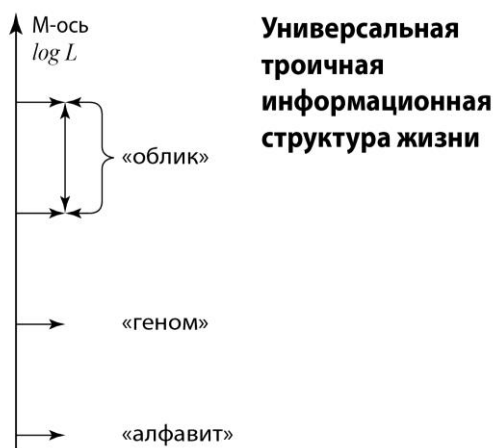 М-ось
log L
Универсальная
троичная
информационная
структура жизни
«облик»
«геном»
«алфавит»